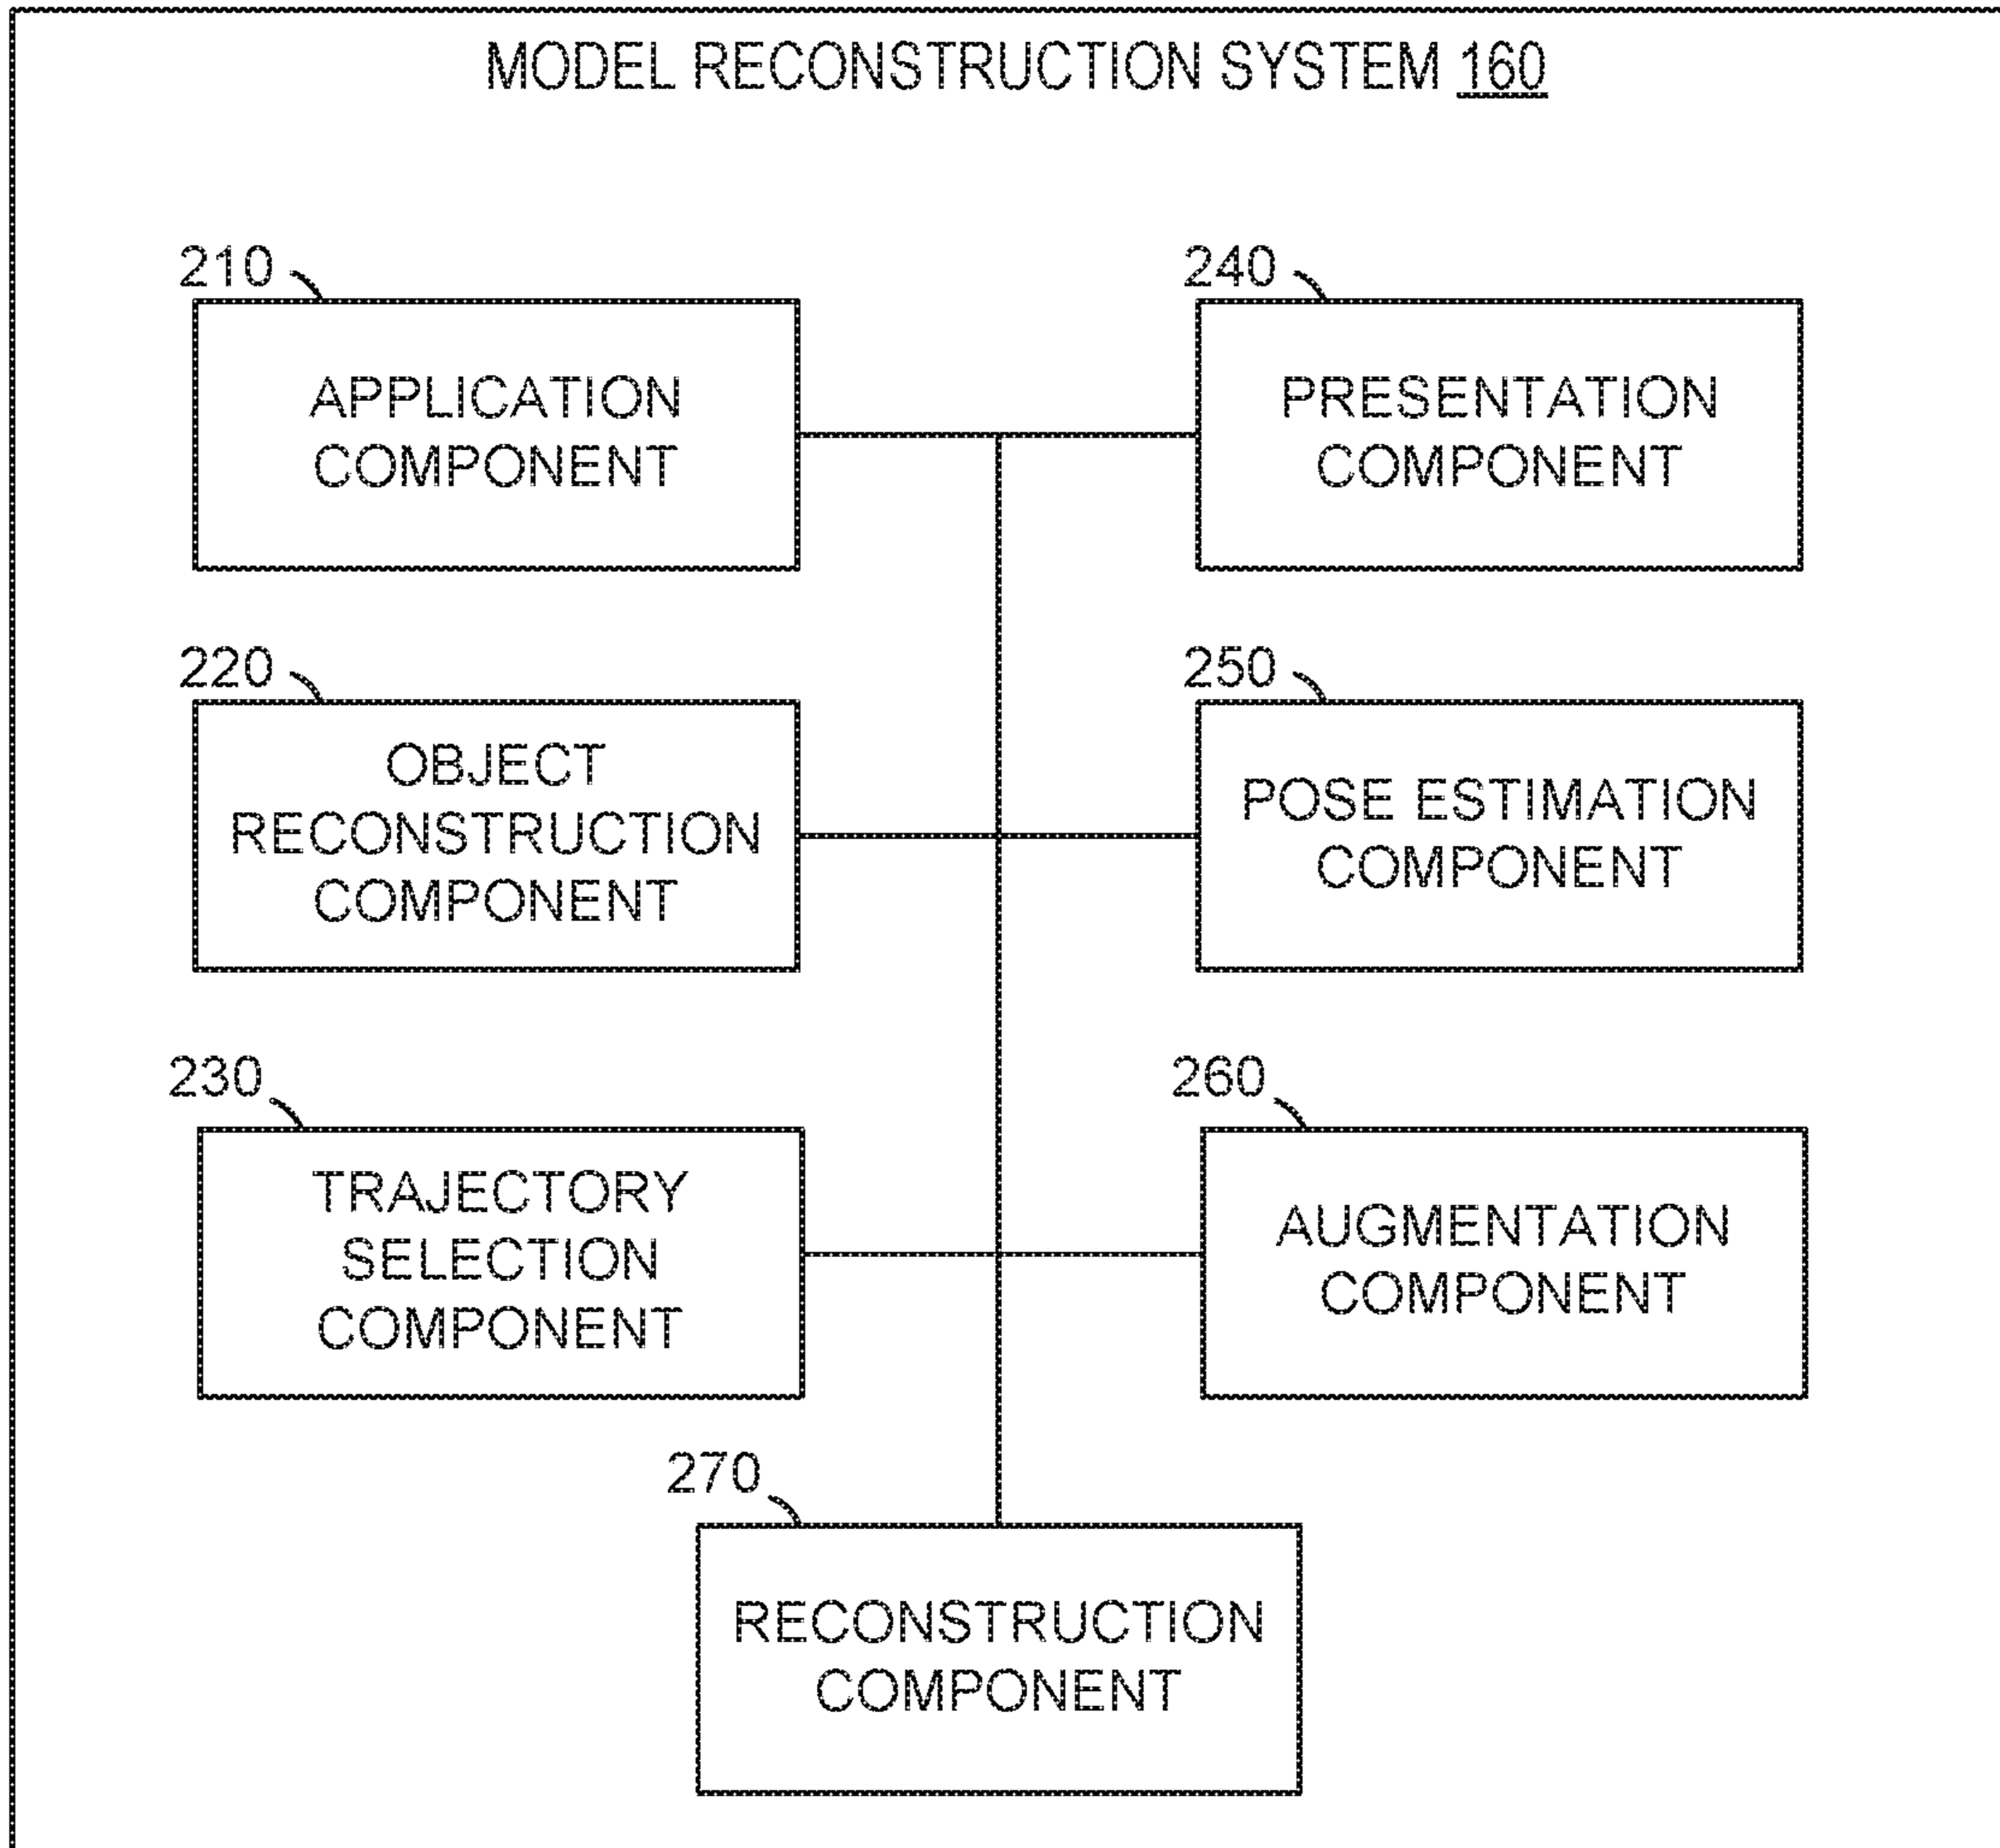 MODEL RECONSTRUCTION SYSTEM 160
210
APPLICATION
COMPONENT
240
PRESENTATION
COMPONENT
220
OBJECT
RECONSTRUCTION
COMPONENT
250
POSE ESTIMATION
COMPONENT
230
TRAJECTORY
SELECTION
COMPONENT
260
AUGMENTATION
COMPONENT
270
RECONSTRUCTION
COMPONENT